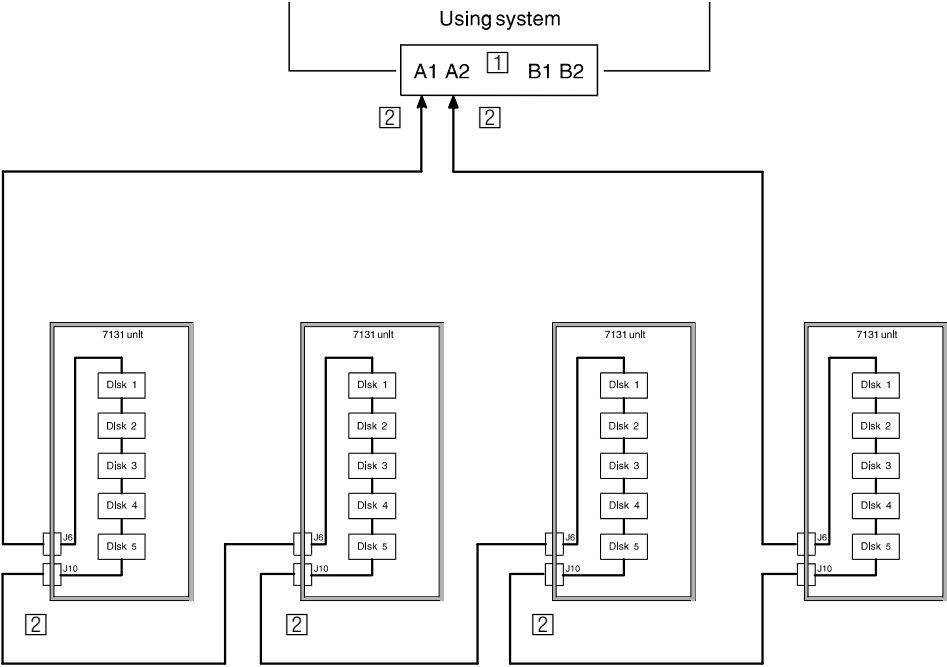 Using system
1
A1 A2 B1 B2
2 2
7131 unit 7131 unit 7131 unit 7131 unit
Disk 1 Disk 1 Disk 1 Disk 1
Disk 2 Disk 2 Disk 2 Disk 2
Disk 3 Disk 3 Disk 3 Disk 3
Disk 4 Disk 4 Disk 4 Disk 4
J6 J6 J6 J6
Disk 5 Disk 5 Disk 5 Disk 5
J10 J10 J10 J10
2 2 2